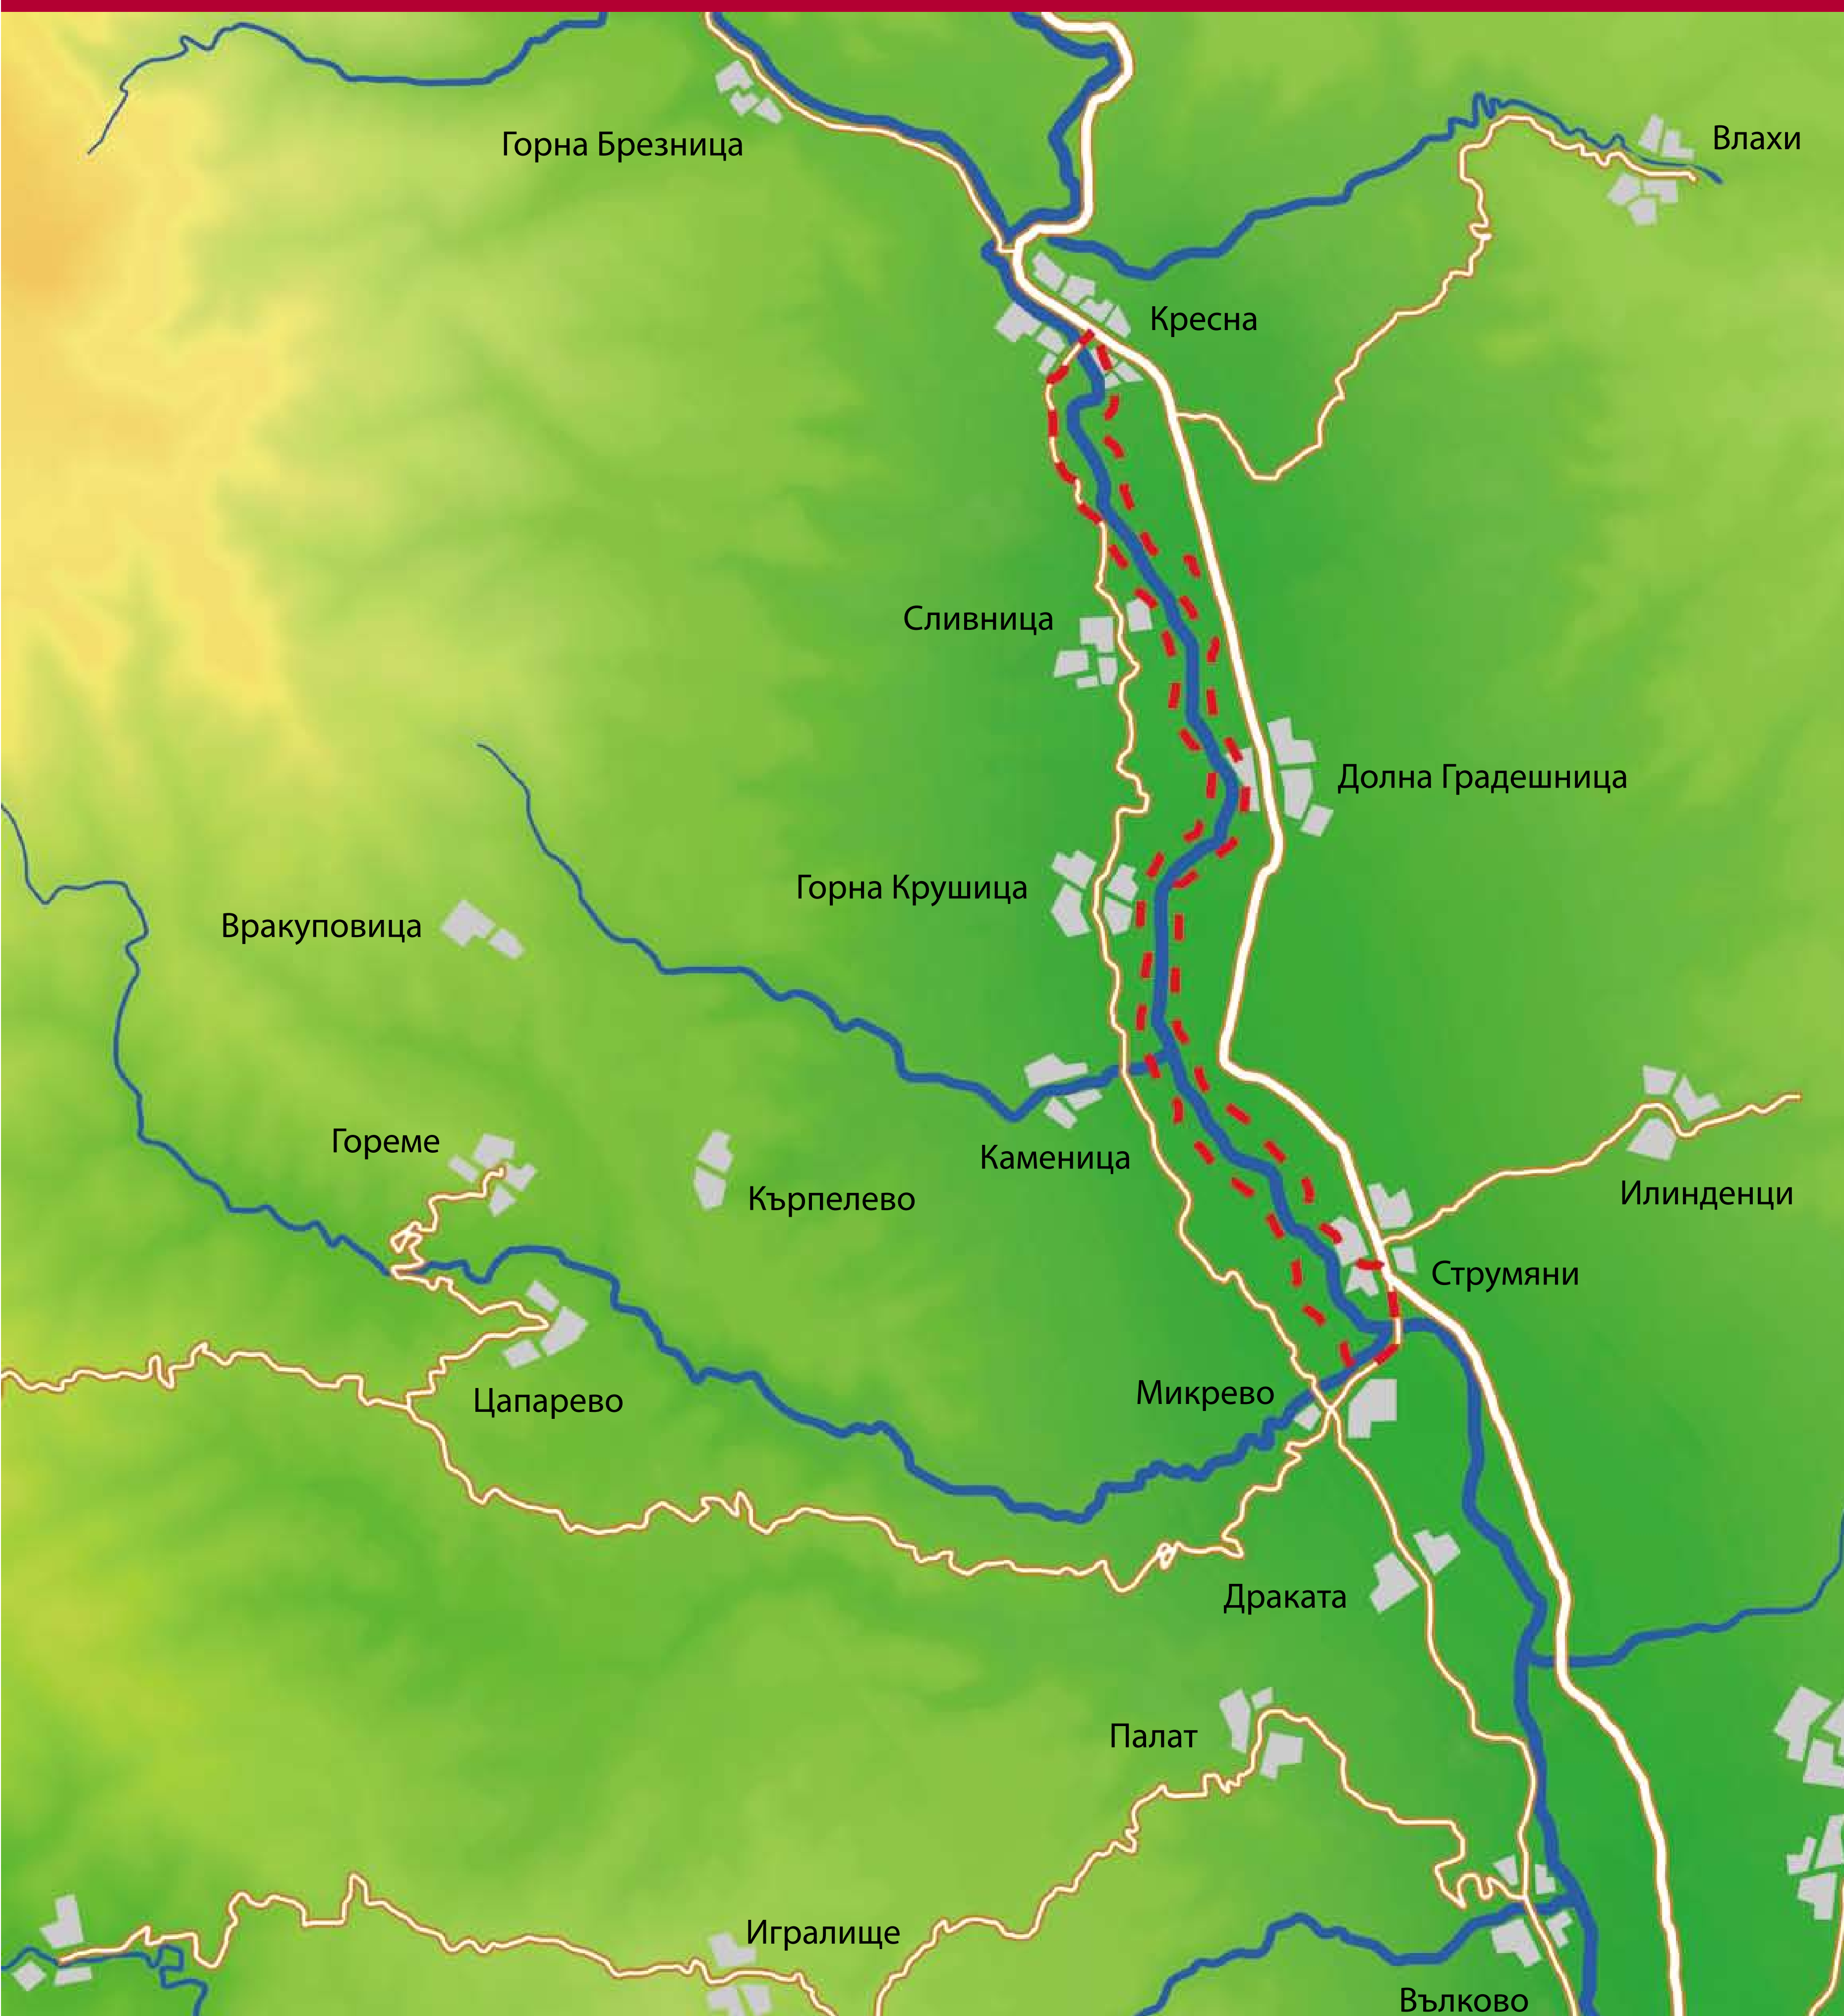 Влахи
Горна Брезница
Кресна
Сливница
Долна Градешница
Горна Крушица
Вракуповица
Гореме
Каменица
Кърпелево
Илинденци
Струмяни
Микрево
Цапарево
Драката
Палат
Игралище
Вълково